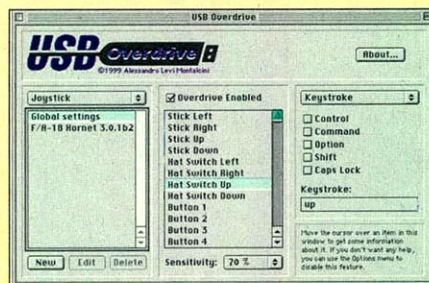 USB Overdrive
USB Overdrive
©1999 Alessandro Levi Montalcini
About...
Joystick
Global settings
F/A-18 Hornet 3.0.1b2
New
Edit
Delete
Overdrive Enabled
Stick Left
Stick Right
Stick Up
Stick Down
Hat Switch Left
Hat Switch Right
Hat Switch Up
Hat Switch Down
Button 1
Button 2
Button 3
Button 4
Sensitivity: 70 %
Keystroke
Control
Command
Option
Shift
Caps Lock
Keystroke:
up
Move the cursor over an item in this
window to get some information
about it. If you don't want any help,
you can use the Options menu to
disable this feature.